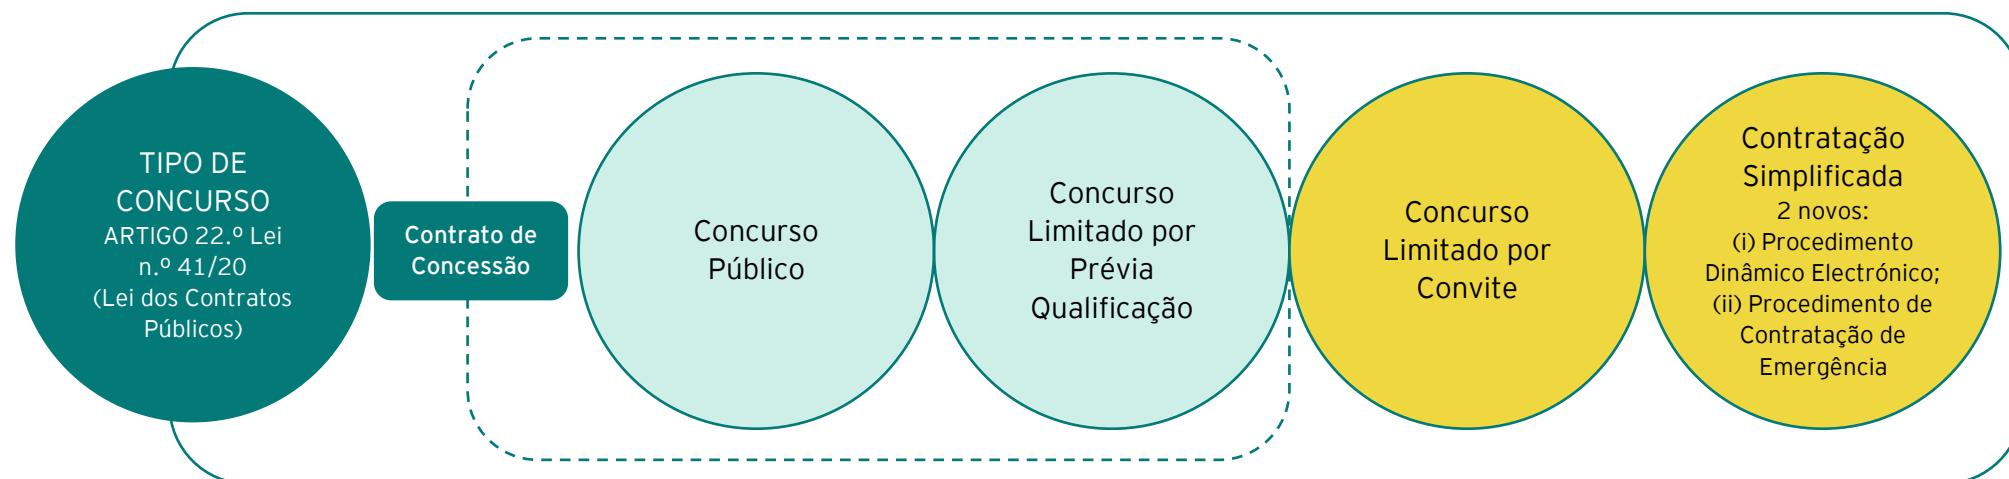 TIPO DE
CONCURSO
ARTIGO 22.º Lei
n.º 41/20
(Lei dos Contratos
Públicos)
Contrato de
Concessão
Concurso
Público
Concurso
Limitado por
Prévia
Qualificação
Concurso
Limitado por
Convite
Contratação
Simplificada
2 novos:
(i) Procedimento
Dinâmico Electrónico;
(ii) Procedimento de
Contratação de
Emergência